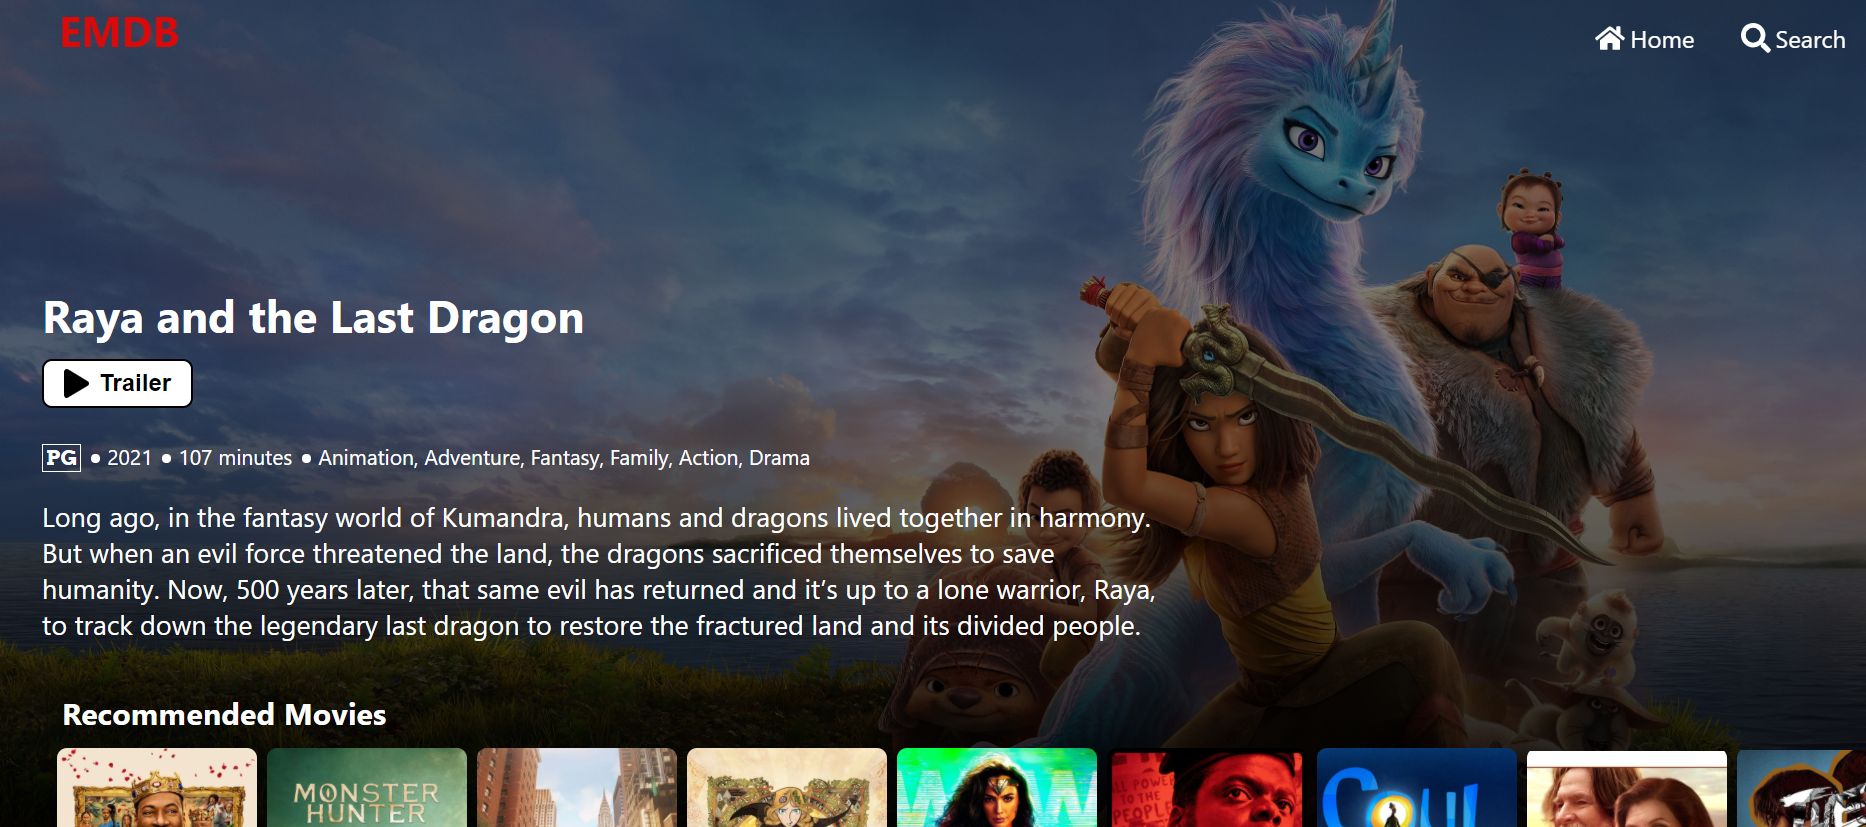 EMDB
Home
Search
Raya and the Last Dragon
Trailer
PG • 2021 • 107 minutes • Animation, Adventure, Fantasy, Family, Action, Drama
Long ago, in the fantasy world of Kumandra, humans and dragons lived together in harmony.
But when an evil force threatened the land, the dragons sacrificed themselves to save
humanity. Now, 500 years later, that same evil has returned and it’s up to a lone warrior, Raya,
to track down the legendary last dragon to restore the fractured land and its divided people.
Recommended Movies
MONSTER
HUNTER
ALL POWER
TO THE
PEOPLE